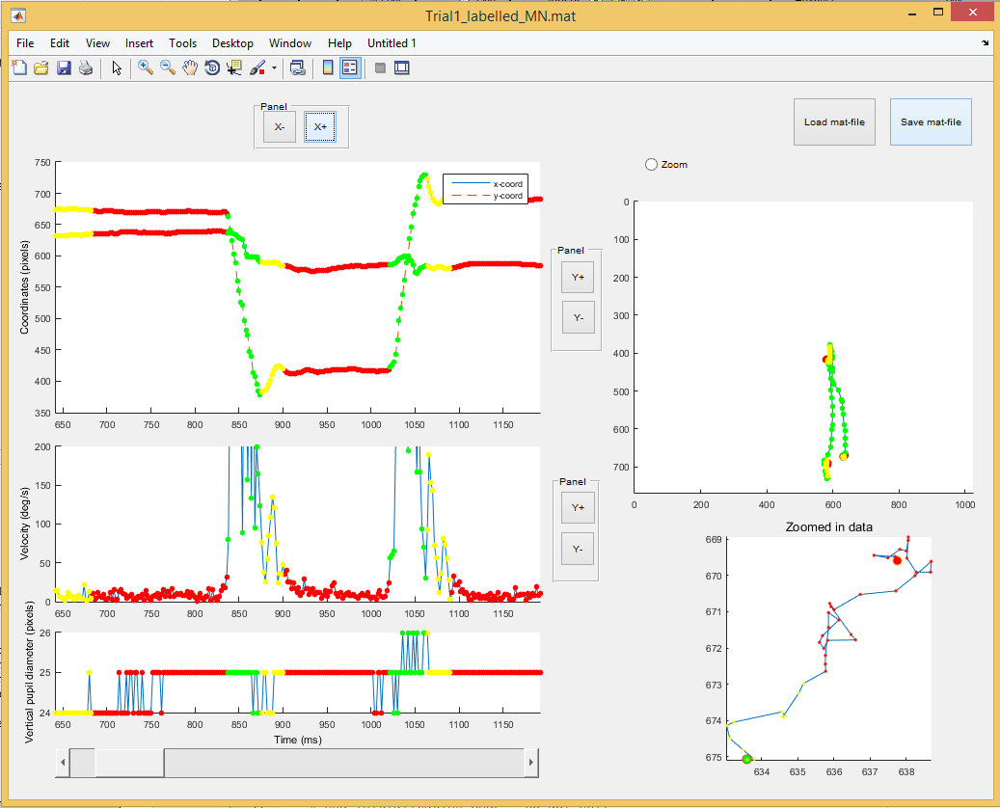 Trial1_labelled_MN.mat
File Edit View Insert Tools Desktop Window Help Untitled 1
Panel
X- X+
Load mat-file
Save mat-file
Zoom
750
700
650
600
550
500
450
400
350
Coordinates (pixels)
x-coord
y-coord
650 700 750 800 850 900 950 1000 1050 1100 1150
Panel
Y+
Y-
0
100
200
300
400
500
600
700
0 200 400 600 800 1000
200
150
100
50
0
Velocity (deg/s)
650 700 750 800 850 900 950 1000 1050 1100 1150
Panel
Y+
Y-
26
25
24
Vertical pupil diameter (pixels)
650 700 750 800 850 900 950 1000 1050 1100 1150
Time (ms)
Zoomed in data
669
670
671
672
673
674
675
634 635 636 637 638